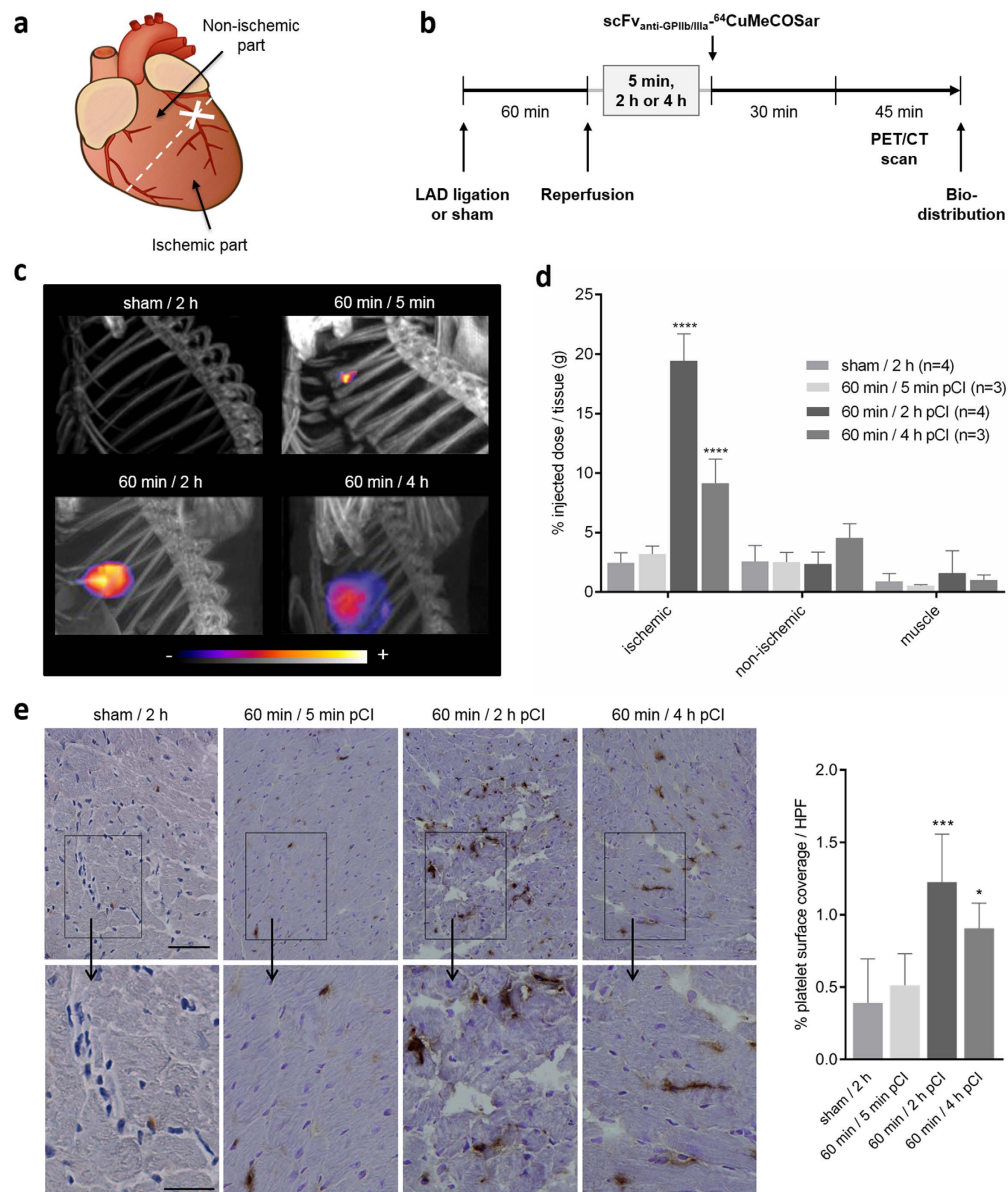 a
Non-ischemic
part
Ischemic part
b
scFvanti-GPIIb/IIIa-64CuMeCOSar
5 min,
2 h or 4 h
60 min
30 min
45 min
PET/CT
scan
LAD ligation
or sham
Reperfusion
Bio-
distribution
c
sham / 2 h
60 min / 5 min
60 min / 2 h
60 min / 4 h
- +
d
% injected dose / tissue (g)
25
20
15
10
5
0
****
****
sham / 2 h (n=4)
60 min / 5 min pCI (n=3)
60 min / 2 h pCI (n=4)
60 min / 4 h pCI (n=3)
ischemic
non-ischemic
muscle
e
sham / 2 h
60 min / 5 min pCI
60 min / 2 h pCI
60 min / 4 h pCI
% platelet surface coverage / HPF
2.0
1.5
1.0
0.5
0.0
***
*
sham / 2 h
60 min / 5 min pCI
60 min / 2 h pCI
60 min / 4 h pCI